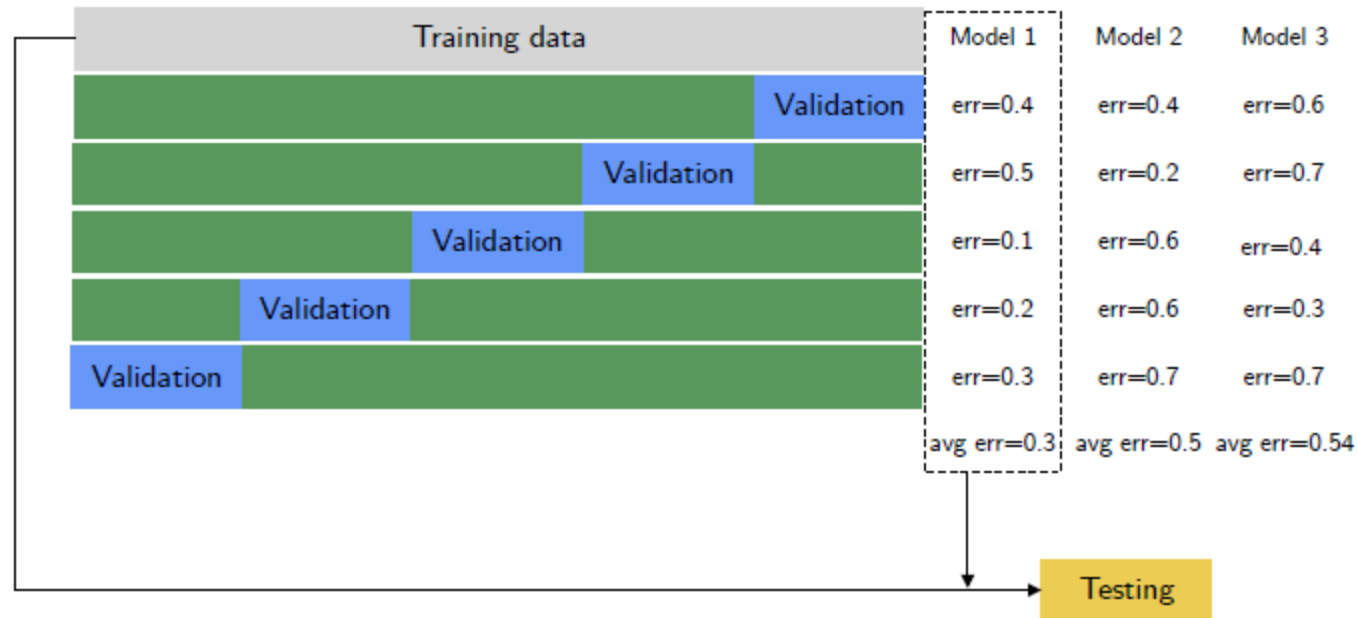 Training data Model 1 Model 2 Model 3
Validation err=0.4 err=0.4 err=0.6
Validation err=0.5 err=0.2 err=0.7
Validation err=0.1 err=0.6 err=0.4
Validation err=0.2 err=0.6 err=0.3
Validation err=0.3 err=0.7 err=0.7
avg err=0.3 avg err=0.5 avg err=0.54
Testing